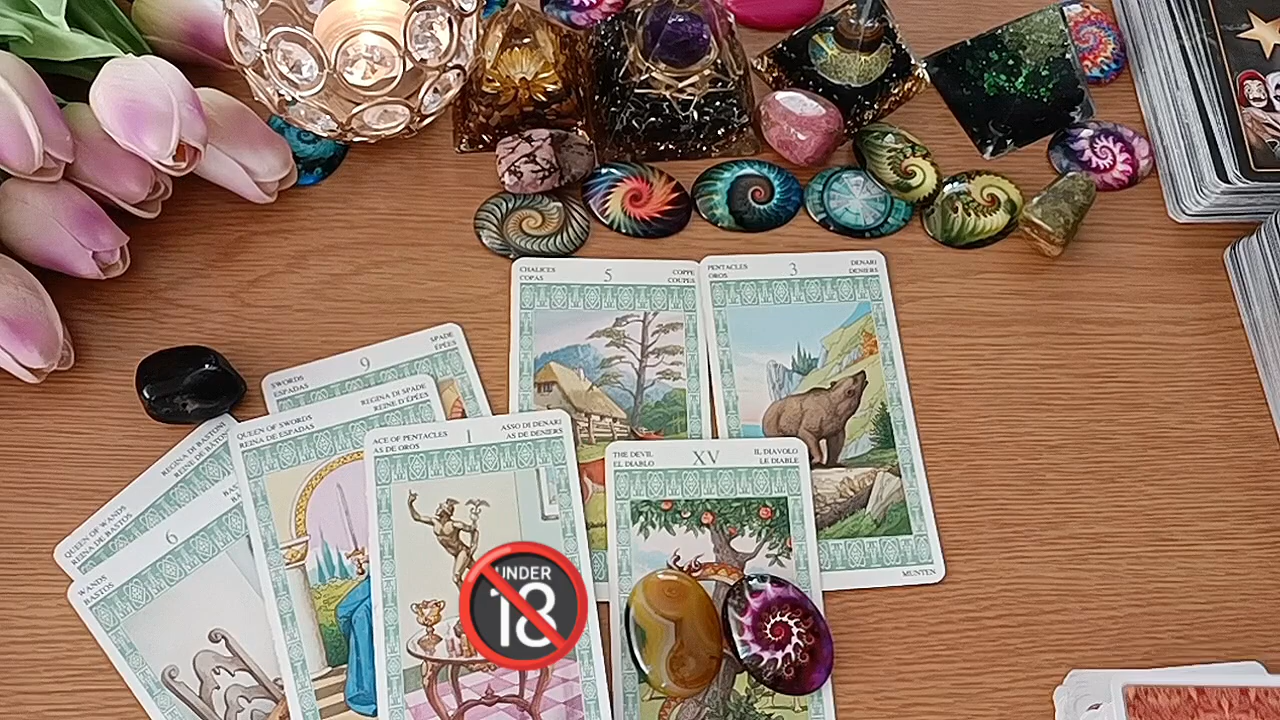 CHALICES
COPAS
5
COPPE
COUPES
PENTACLES
OROS
3
DENARI
DENIERS
MUNTEN
SWORDS
ESPADAS
9
SPADE
ÉPÉES
QUEEN OF SWORDS
REINA DE ESPADAS
REGINA DI SPADE
REINE D'ÉPÉES
ACE OF PENTACLES
AS DE OROS
1
ASSO DI DENARI
AS DE DENIERS
THE DEVIL
EL DIABLO
XV
IL DIAVOLO
LE DIABLE
QUEEN OF WANDS
REINA DE BASTOS
REGINA DI BASTONI
REINE DE BÂTONS
WANDS
BASTOS
6
UNDER
18